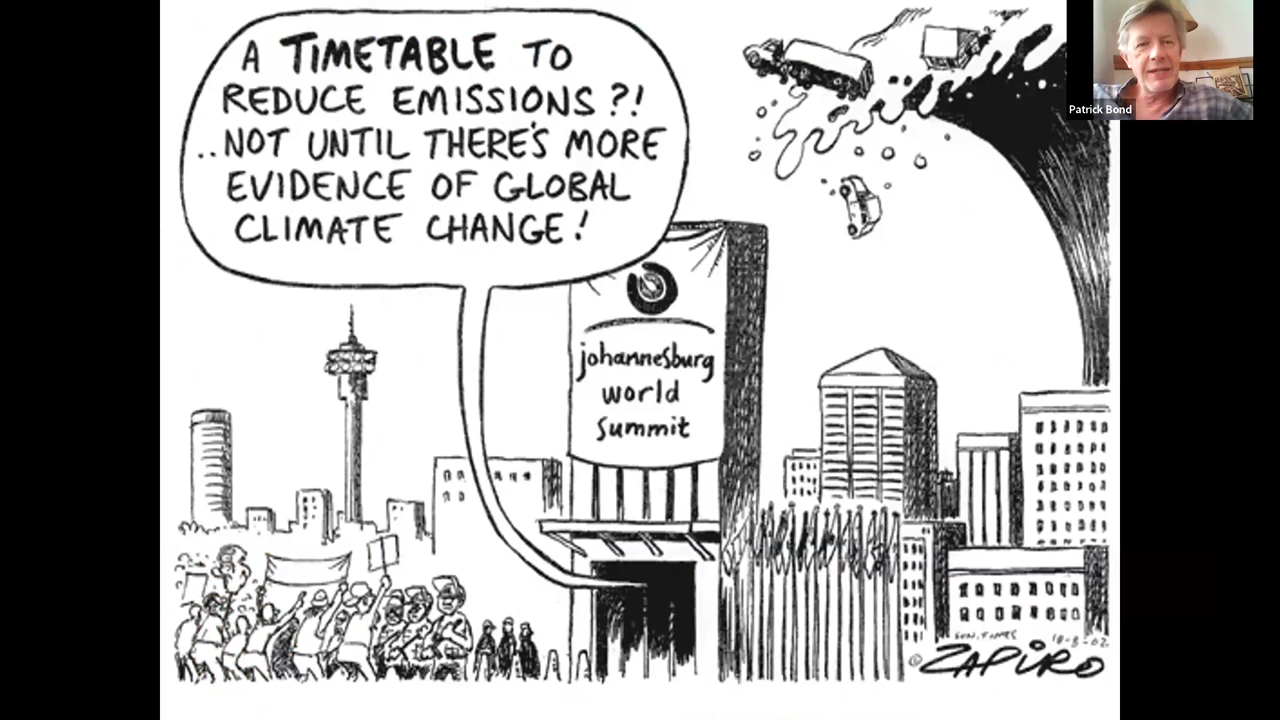 A TIMETABLE TO
REDUCE EMISSIONS?!
..NOT UNTIL THERE'S MORE
EVIDENCE OF GLOBAL
CLIMATE CHANGE!
Patrick Bond
johannesburg
world
summit
SUN. TIMES 18-8-02
© ZAPIRO